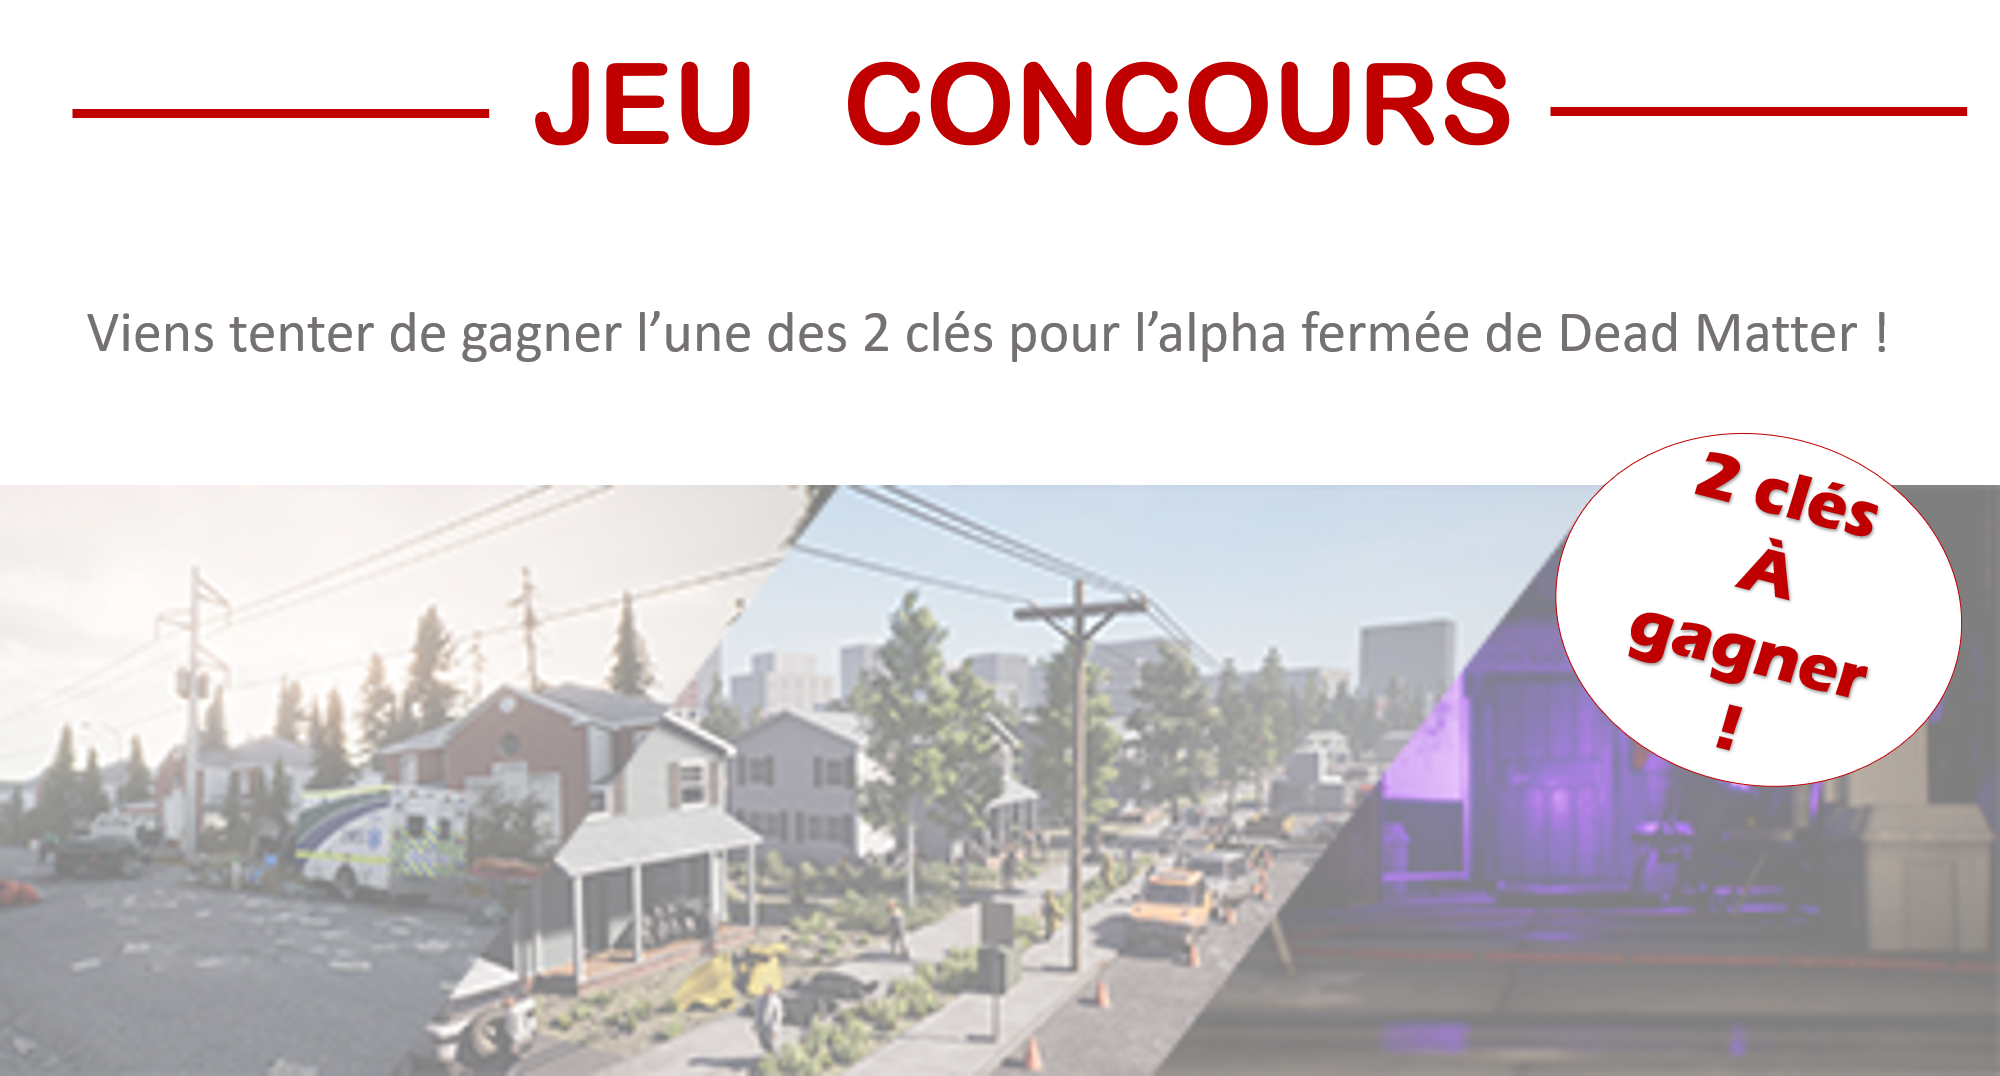 JEU CONCOURS
Viens tenter de gagner l’une des 2 clés pour l’alpha fermée de Dead Matter !
2 clés
À
gagner
!